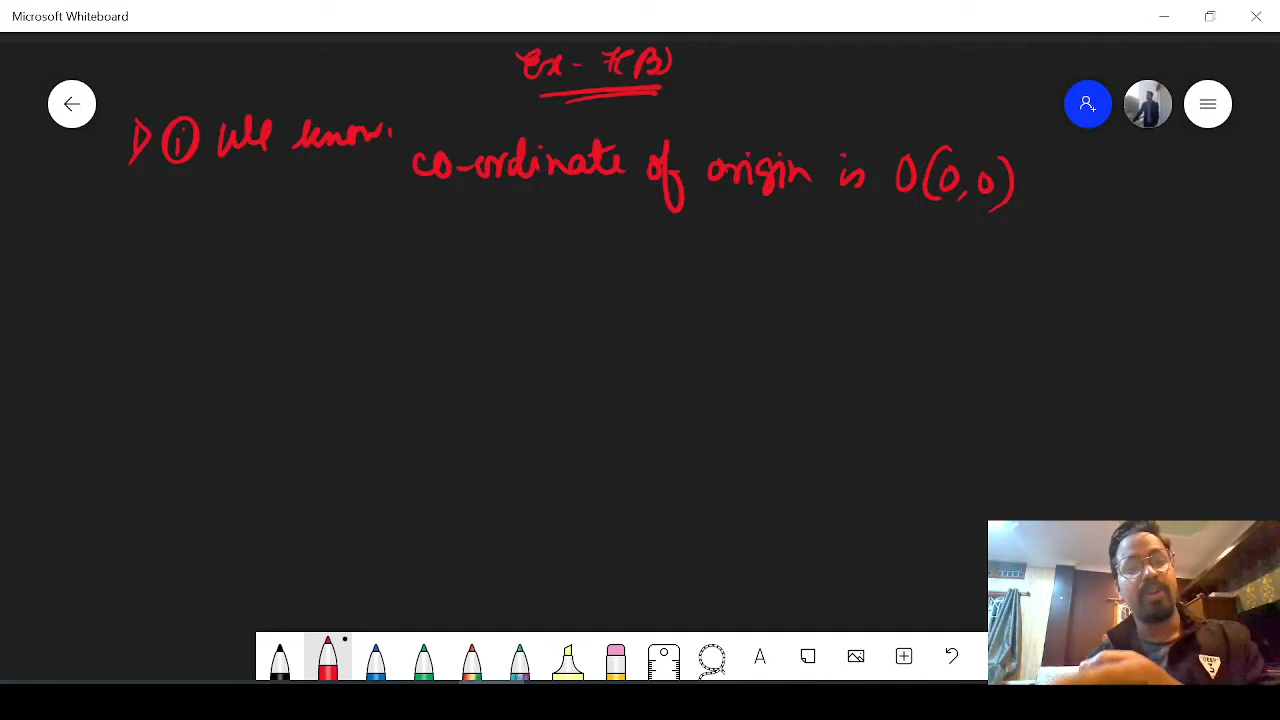 Microsoft Whiteboard
Ex - 7(B)
1) (i) We know.
co-ordinate of origin is O(0,0)
A